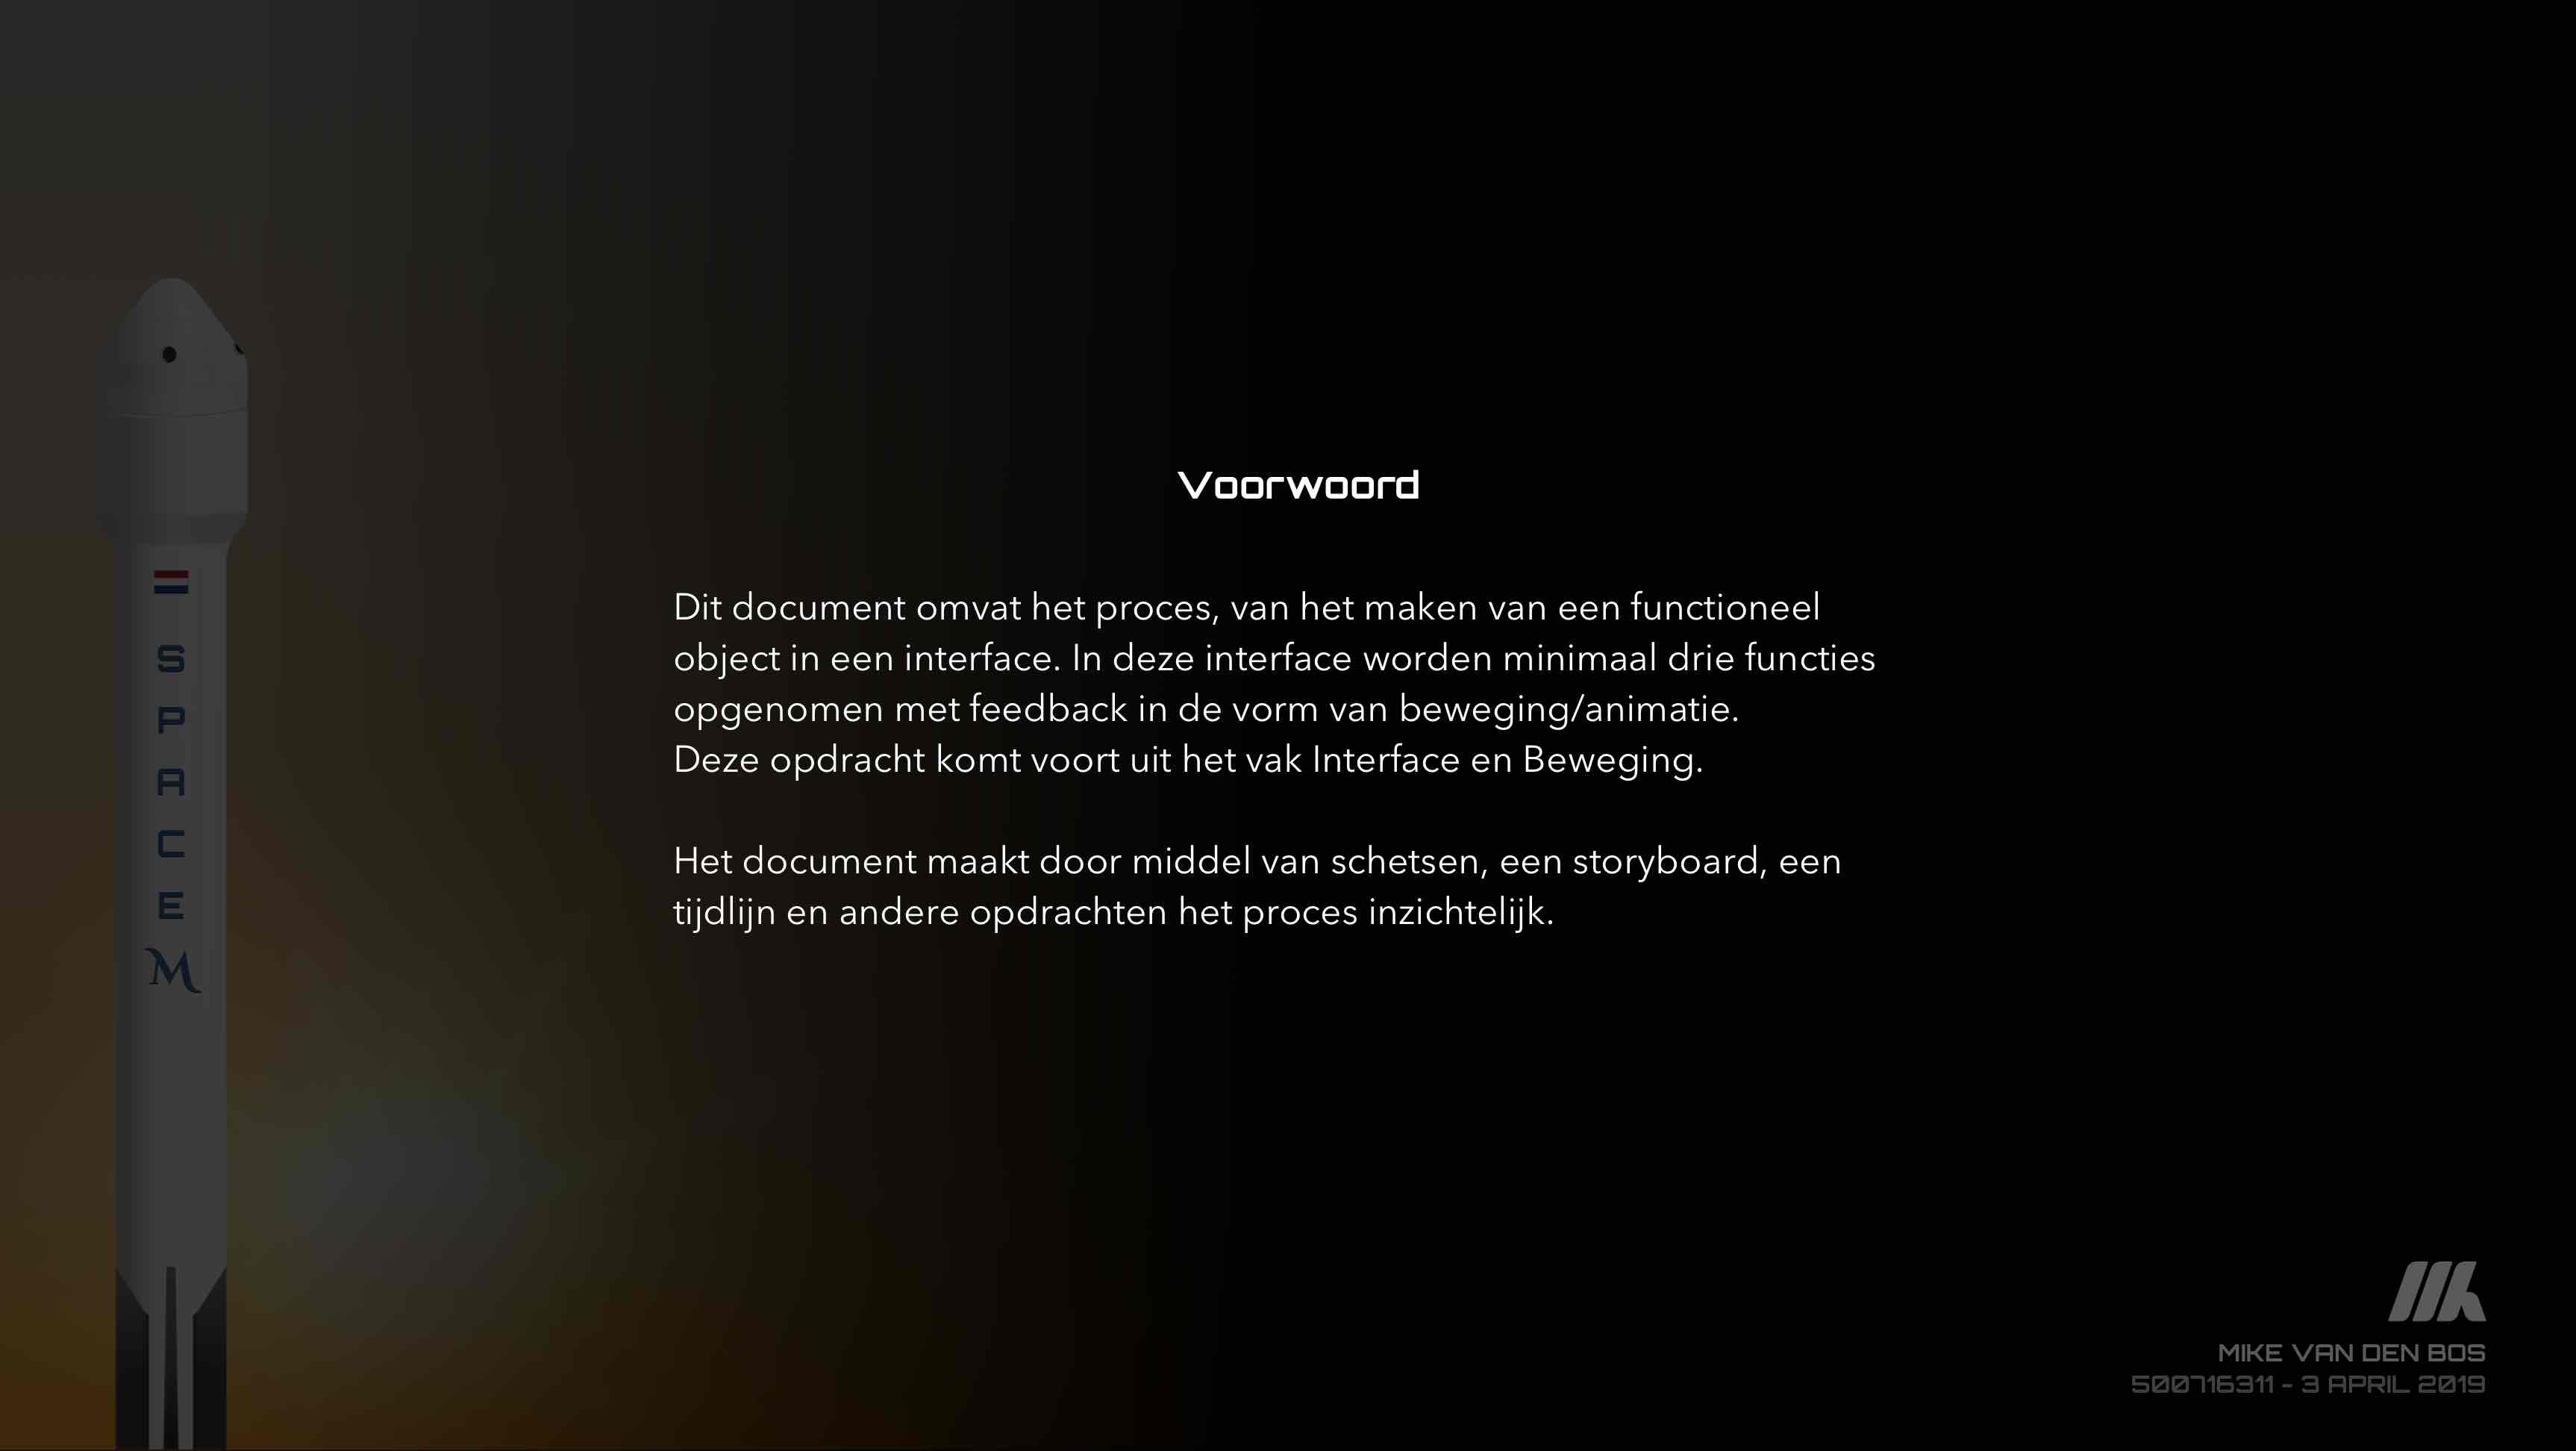 Voorwoord
Dit document omvat het proces, van het maken van een functioneel
object in een interface. In deze interface worden minimaal drie functies
opgenomen met feedback in de vorm van beweging/animatie.
Deze opdracht komt voort uit het vak Interface en Beweging.
Het document maakt door middel van schetsen, een storyboard, een
tijdlijn en andere opdrachten het proces inzichtelijk.
S
P
A
C
E
M
MIKE VAN DEN BOS
500716311 - 3 APRIL 2019